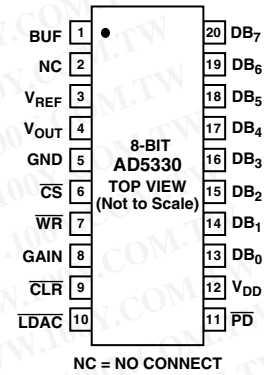 BUF 1
NC 2
VREF 3
VOUT 4
GND 5
CS 6
WR 7
GAIN 8
CLR 9
LDAC 10
8-BIT
AD5330
TOP VIEW
(Not to Scale)
20 DB7
19 DB6
18 DB5
17 DB4
16 DB3
15 DB2
14 DB1
13 DB0
12 VDD
11 PD
NC = NO CONNECT